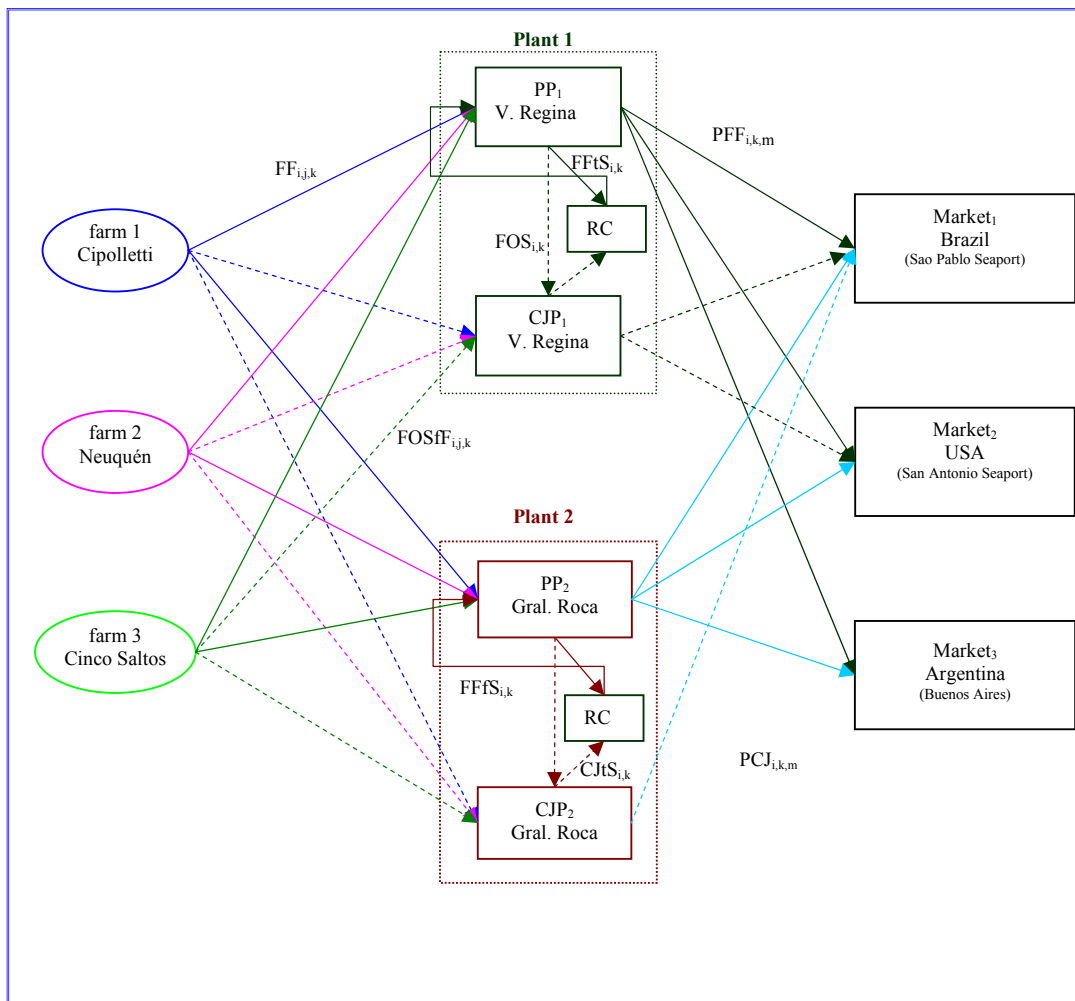 Plant 1
PP₁
V. Regina
PFFi,k,m
FFi,j,k
FFtSi,k
farm 1
Cipolletti
RC
FOSi,k
Market₁
Brazil
(Sao Pablo Seaport)
CJP₁
V. Regina
farm 2
Neuquén
FOSfFi,j,k
Market₂
USA
(San Antonio Seaport)
Plant 2
PP₂
Gral. Roca
farm 3
Cinco Saltos
FFfSi,k
RC
Market₃
Argentina
(Buenos Aires)
CJtSi,k
PCJi,k,m
CJP₂
Gral. Roca